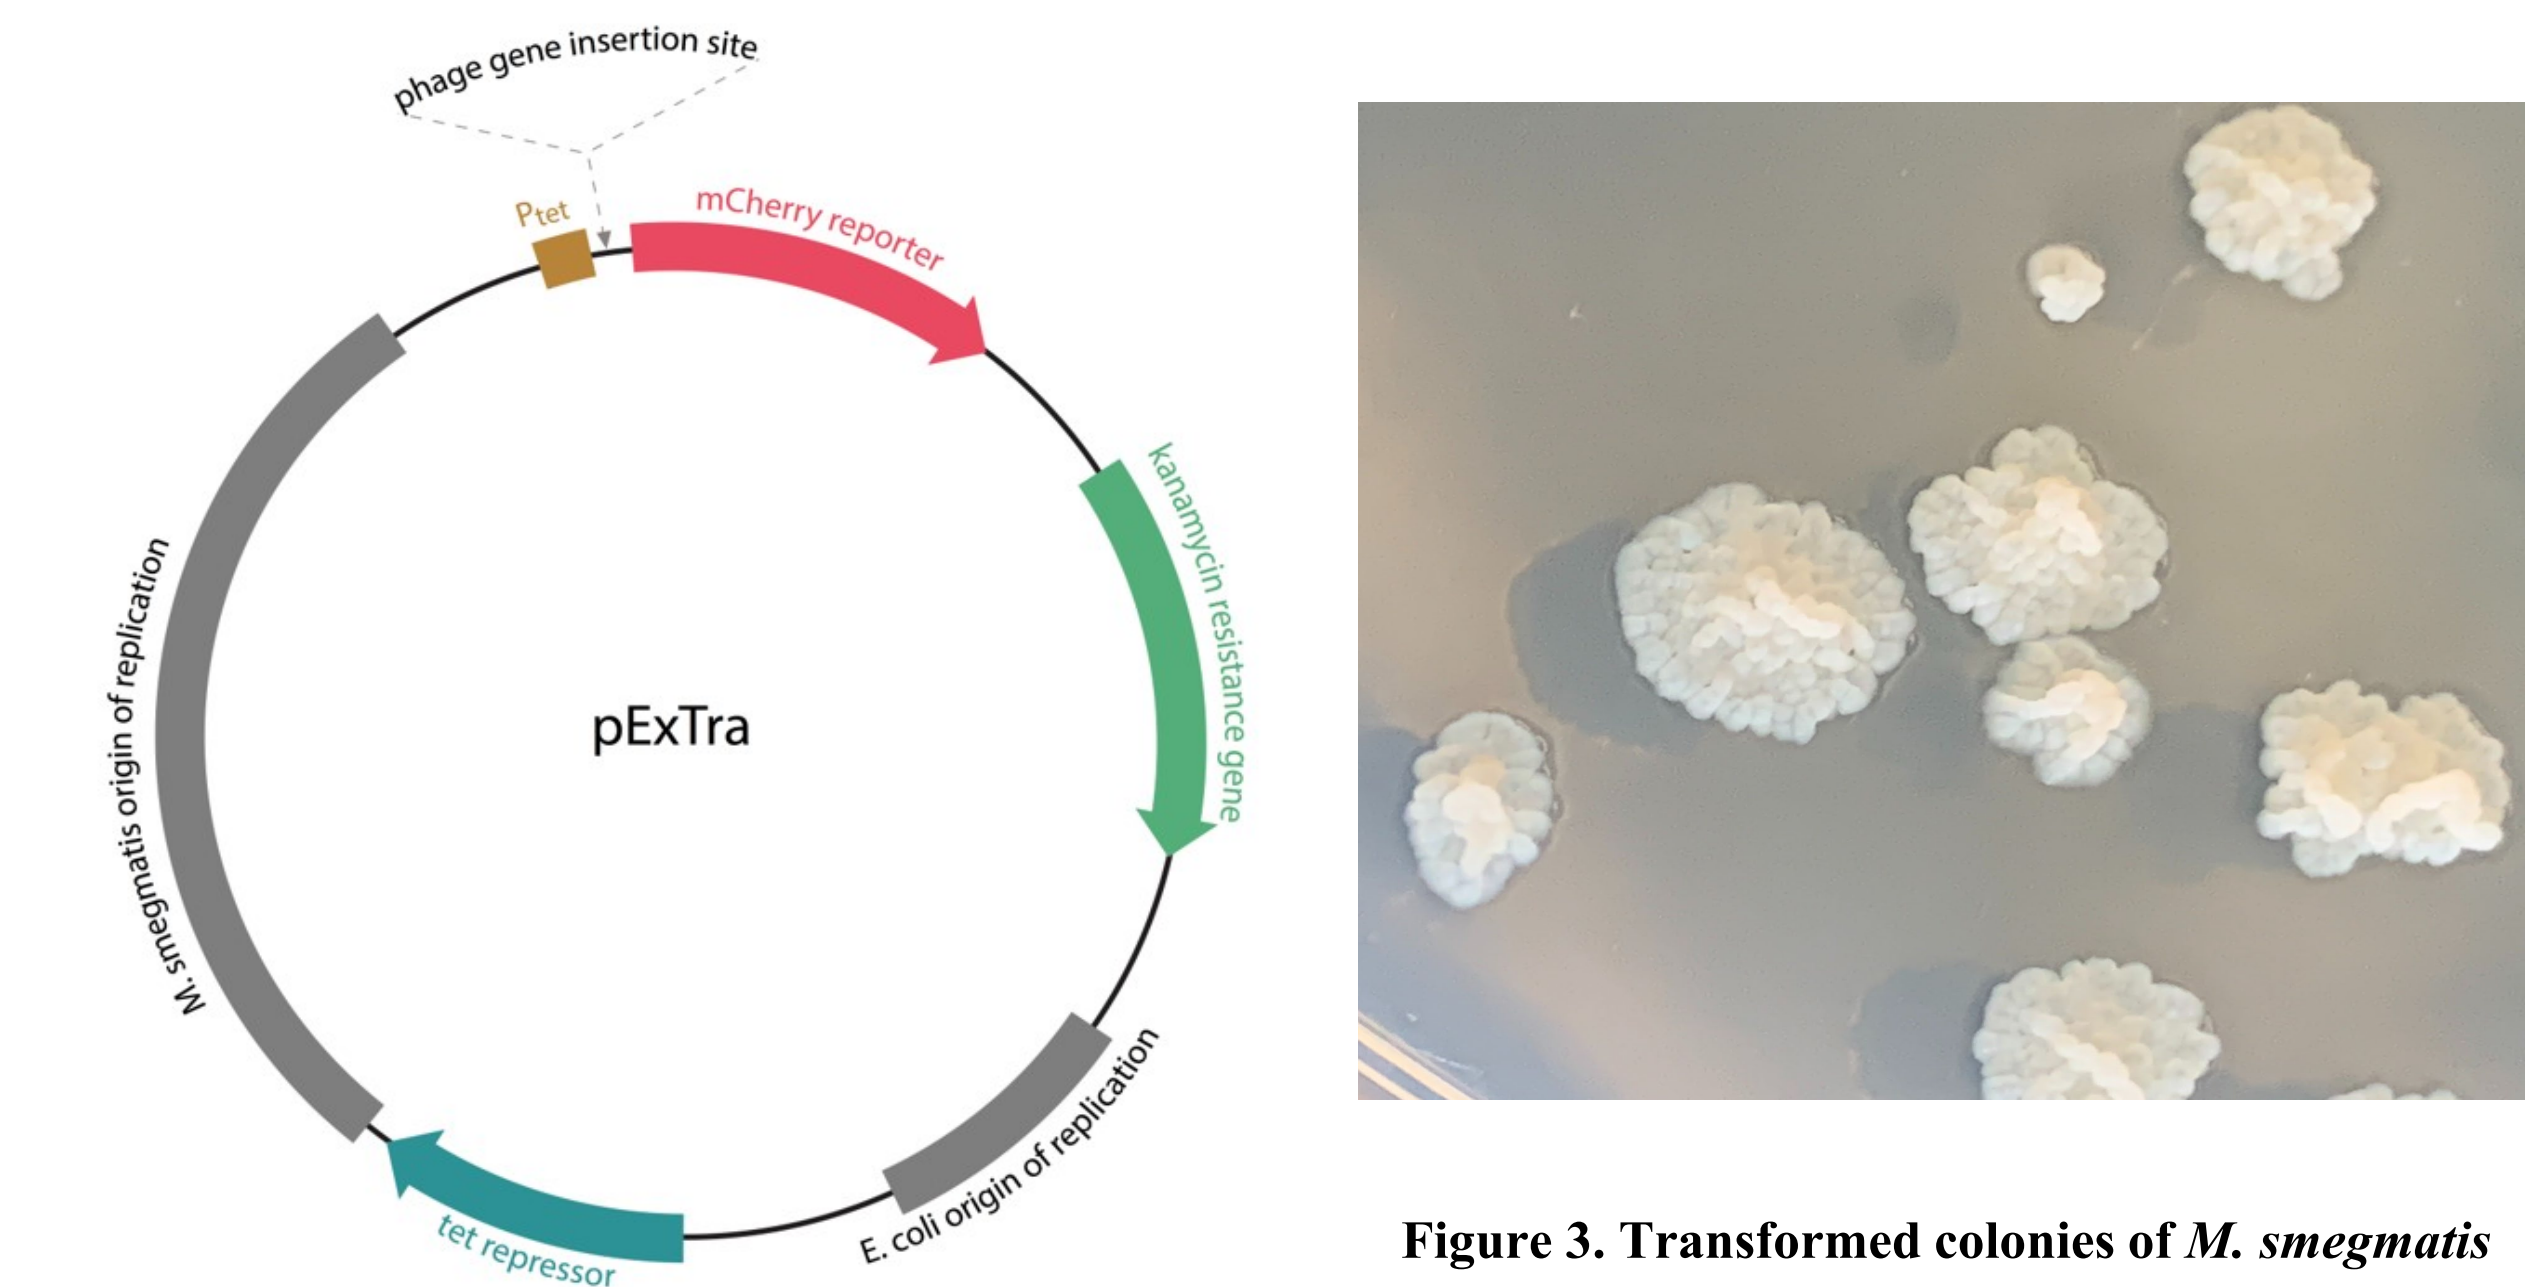 phage gene insertion site
Ptet
mCherry reporter
kanamycin resistance gene
pExTra
M. smegmatis origin of replication
E. coli origin of replication
tet repressor
Figure 3. Transformed colonies of M. smegmatis